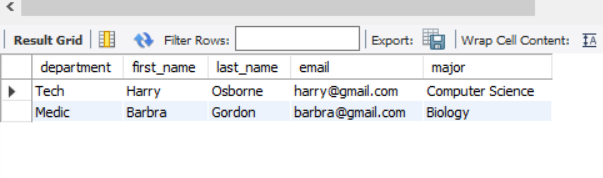 Result Grid Filter Rows: Export: Wrap Cell Content: IA
department first_name last_name email major
Tech Harry Osborne harry@gmail.com Computer Science
Medic Barbra Gordon barbra@gmail.com Biology